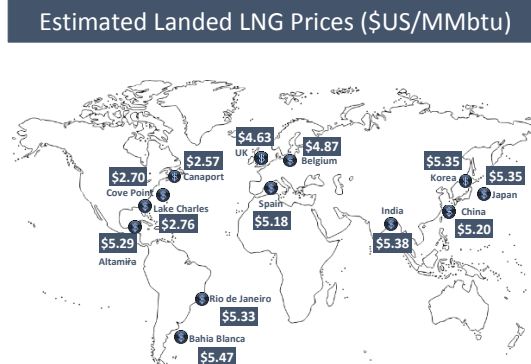 Estimated Landed LNG Prices ($US/MMbtu)
$4.63
UK
$4.87
Belgium
$2.57
Canaport
$2.70
Cove Point
$5.35
Korea
$5.35
Japan
Lake Charles
$2.76
Spain
$5.18
India
$5.38
China
$5.20
$5.29
Altamira
Rio de Janeiro
$5.33
Bahia Blanca
$5.47